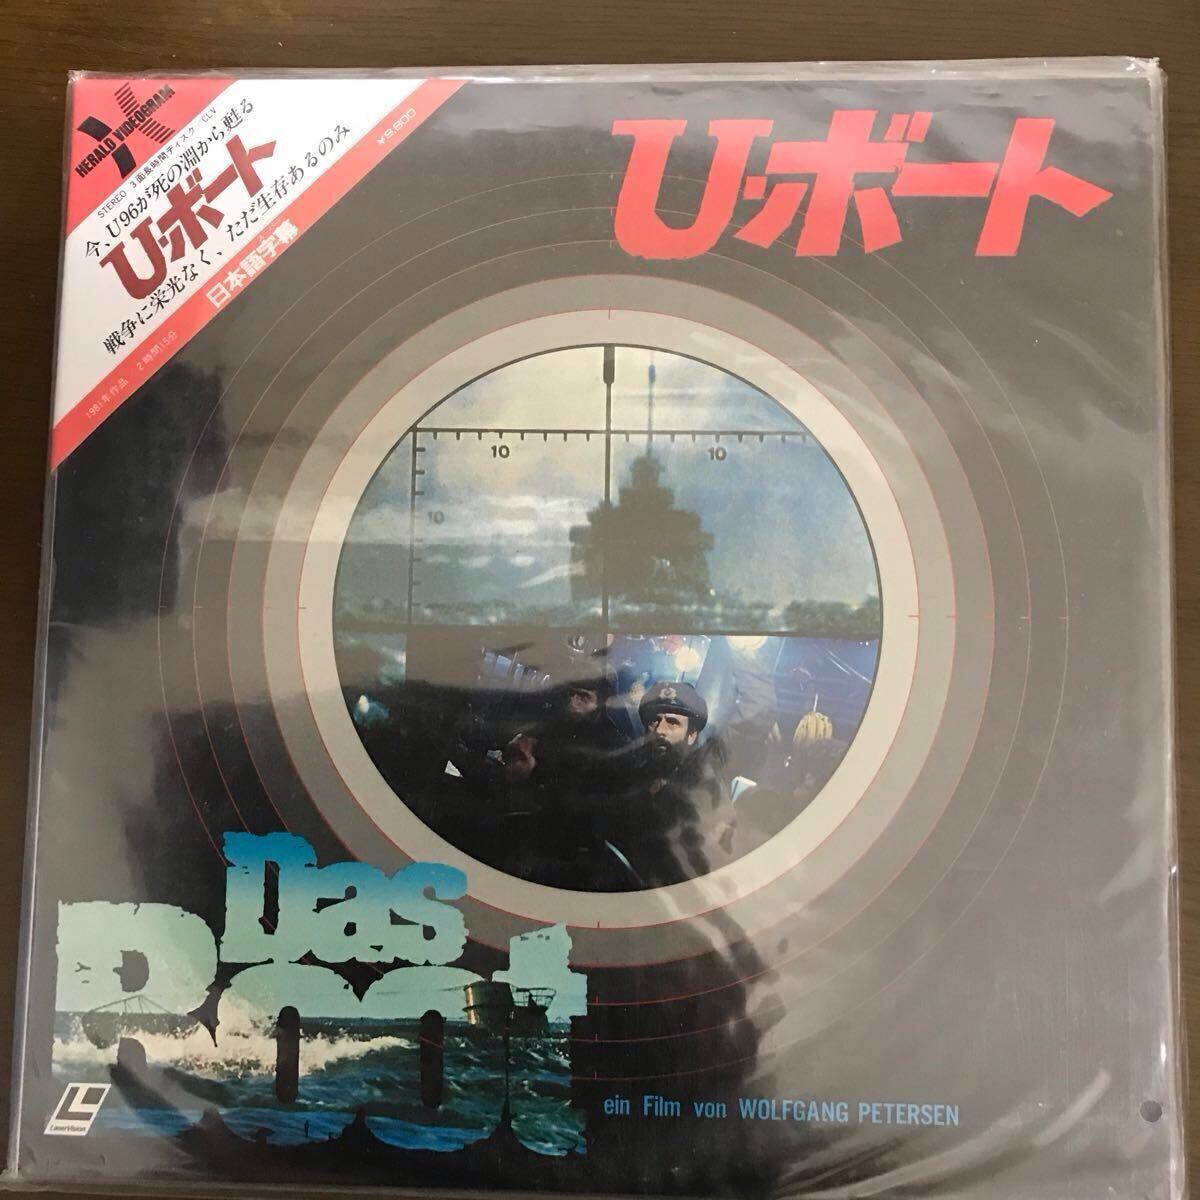 HERALD VIDEOGRAM
STEREO 3面長時間ディスク/CLV
¥9,800
今、U96が死の淵から甦る
U・ボート
戦争に栄光なく、ただ生存あるのみ
日本語字幕
1981年作品 2時間15分
U・ボート
10 10
10
Das
Boot
LaserVision
ein Film von WOLFGANG PETERSEN